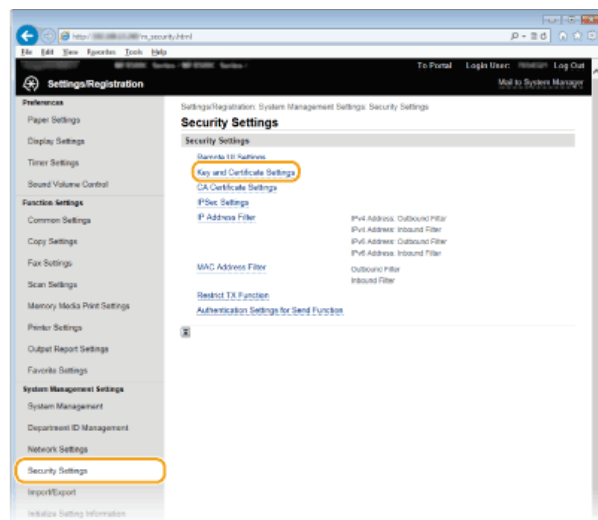 http://
m_security.html
File Edit View Favorites Tools Help
Series / Series /
To Portal Login User: Log Out
Settings/Registration
Mail to System Manager
Preferences
Paper Settings
Display Settings
Timer Settings
Sound Volume Control
Function Settings
Common Settings
Copy Settings
Fax Settings
Scan Settings
Memory Media Print Settings
Printer Settings
Output Report Settings
Favorite Settings
System Management Settings
System Management
Department ID Management
Network Settings
Security Settings
Import/Export
Initialize Setting Information
Settings/Registration: System Management Settings: Security Settings
Security Settings
Security Settings
Remote UI Settings
Key and Certificate Settings
CA Certificate Settings
IPSec Settings
IP Address Filter
IPv4 Address: Outbound Filter
IPv4 Address: Inbound Filter
IPv6 Address: Outbound Filter
IPv6 Address: Inbound Filter
MAC Address Filter
Outbound Filter
Inbound Filter
Restrict TX Function
Authentication Settings for Send Function